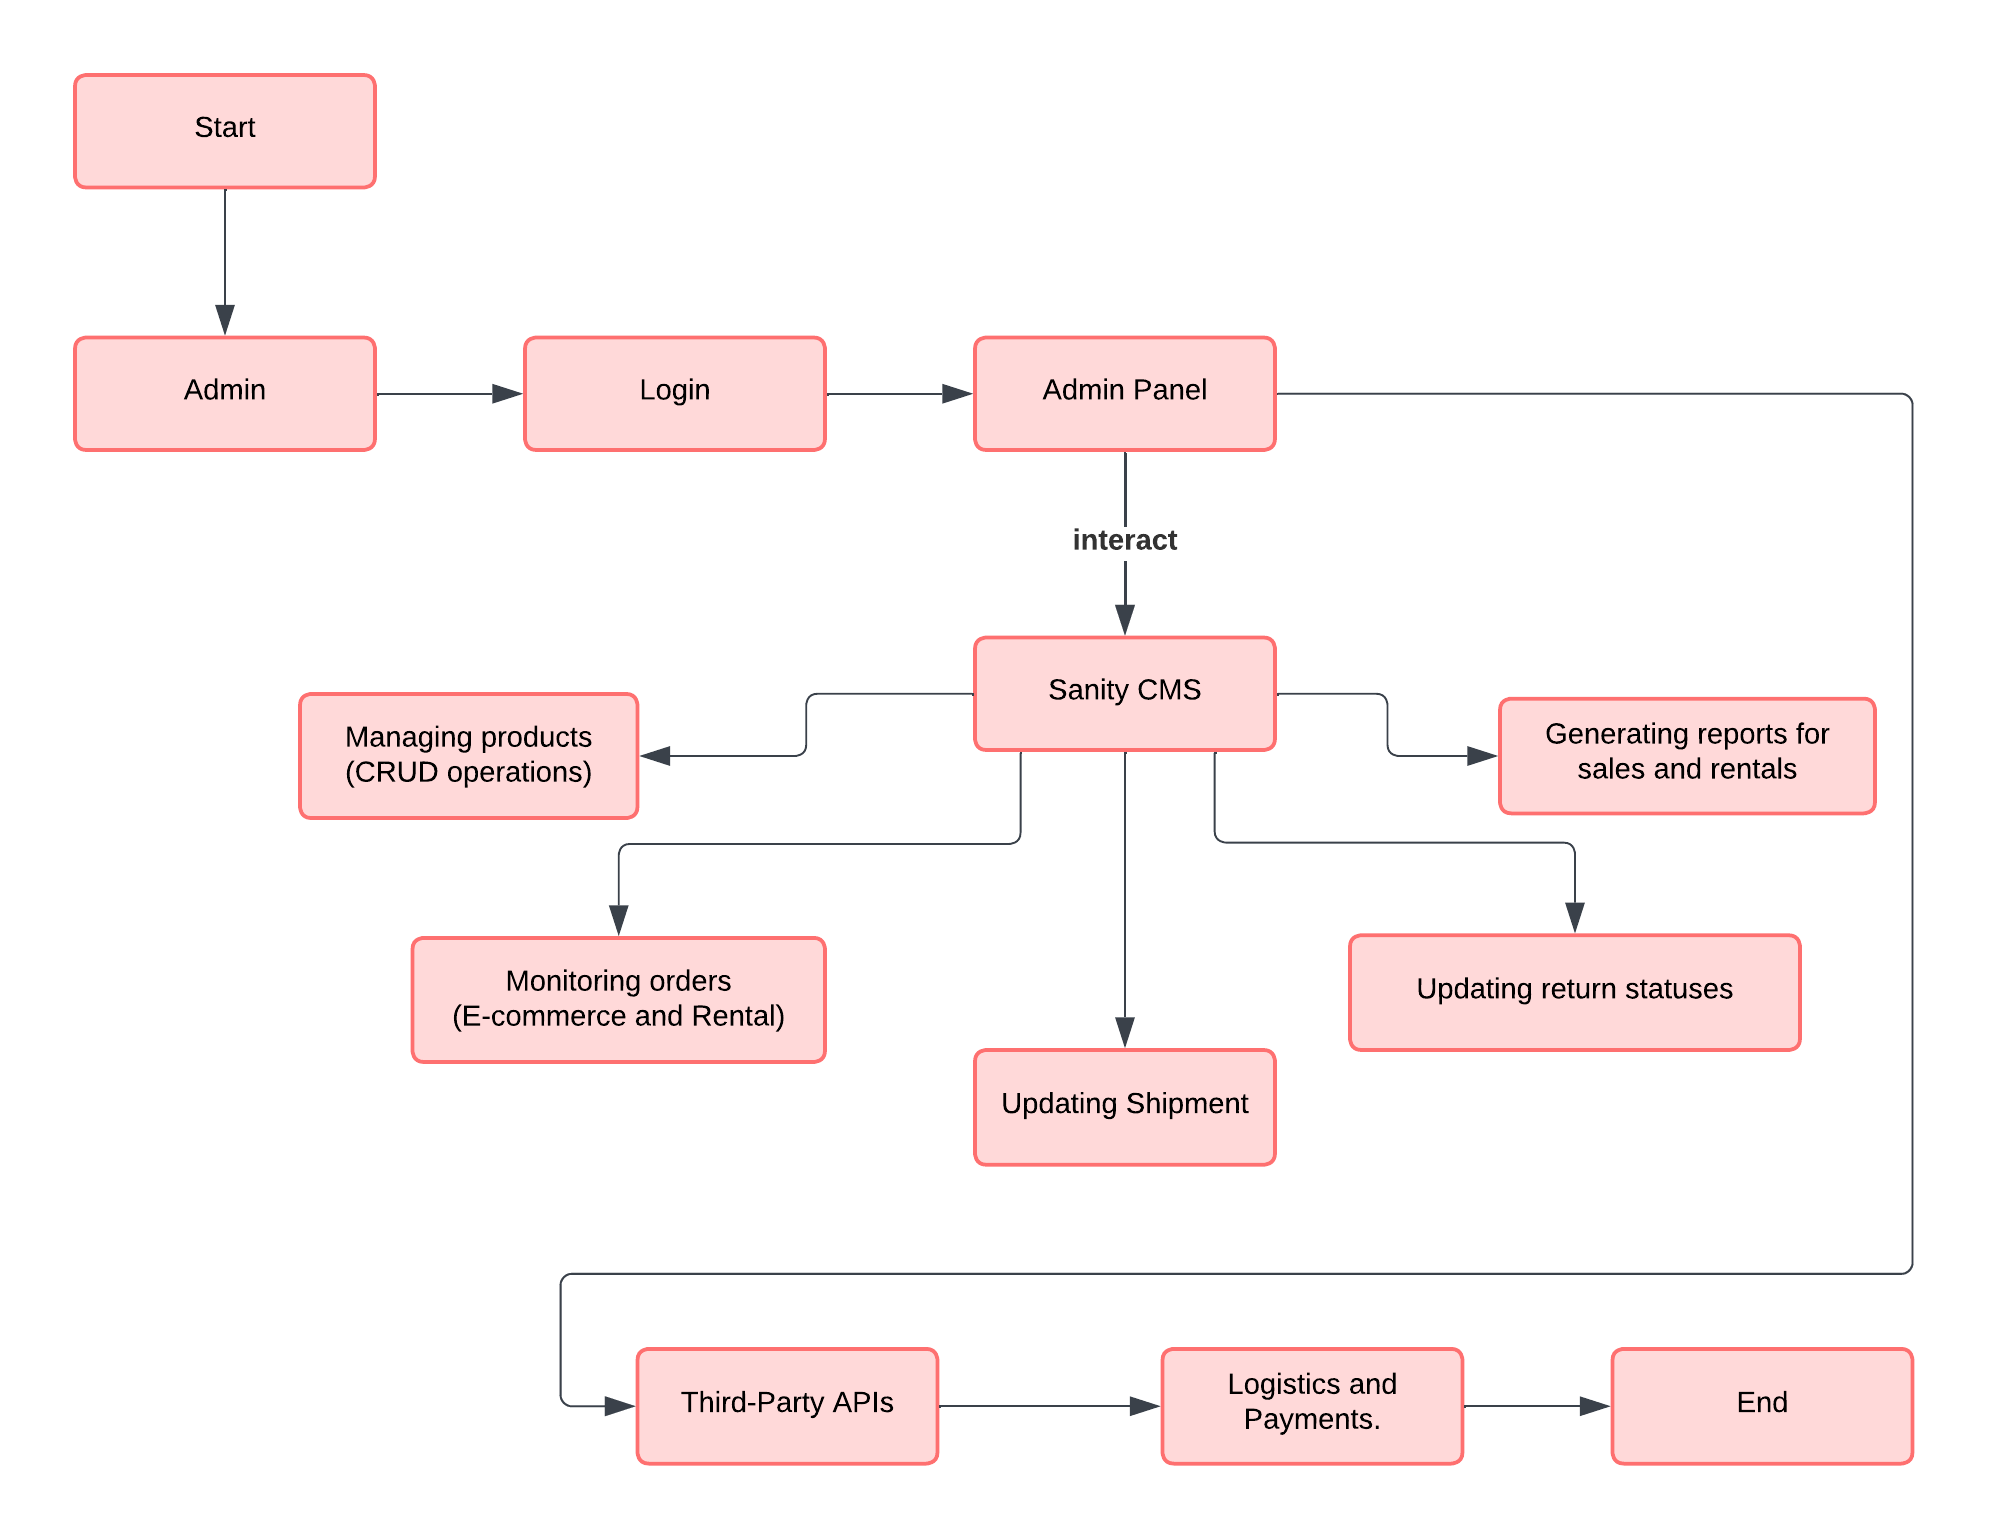 Start
Admin
Login
Admin Panel
interact
Sanity CMS
Managing products
(CRUD operations)
Generating reports for
sales and rentals
Monitoring orders
(E-commerce and Rental)
Updating return statuses
Updating Shipment
Third-Party APIs
Logistics and
Payments.
End